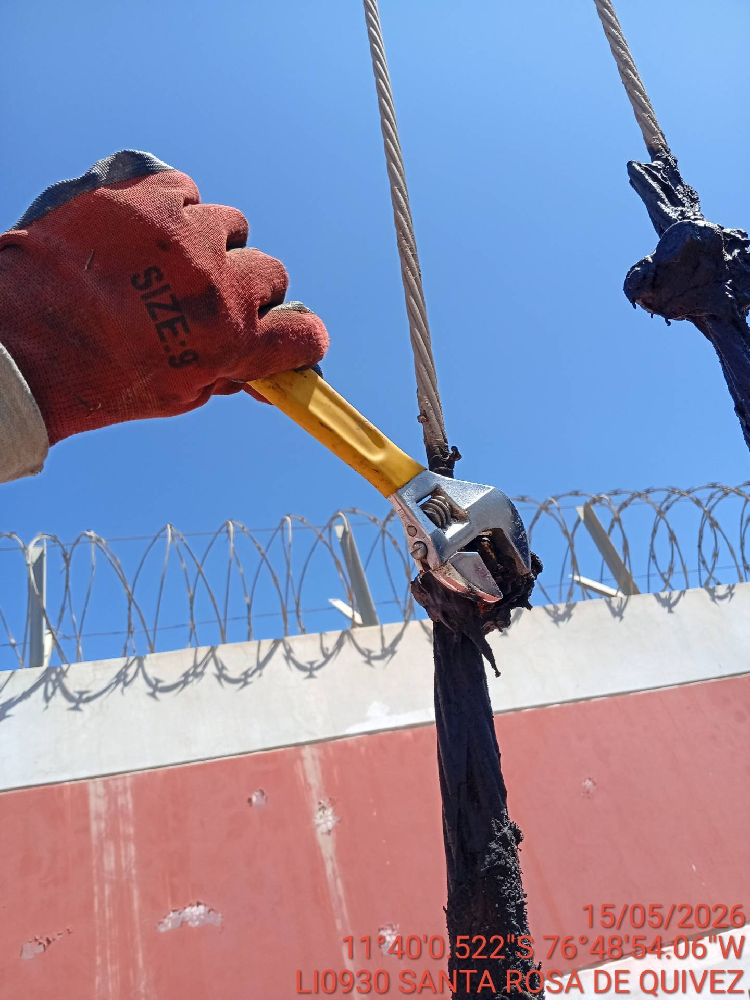 SIZE:9
15/05/2026
11°40'0.522"S 76°48'54.06"W
LI0930 SANTA ROSA DE QUIVEZ